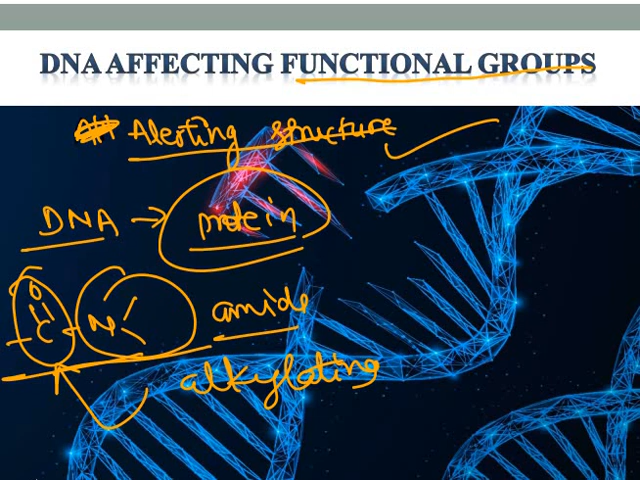 DNA AFFECTING FUNCTIONAL GROUPS
Alerting structure
DNA → protein
O
C - N amide
alkylating